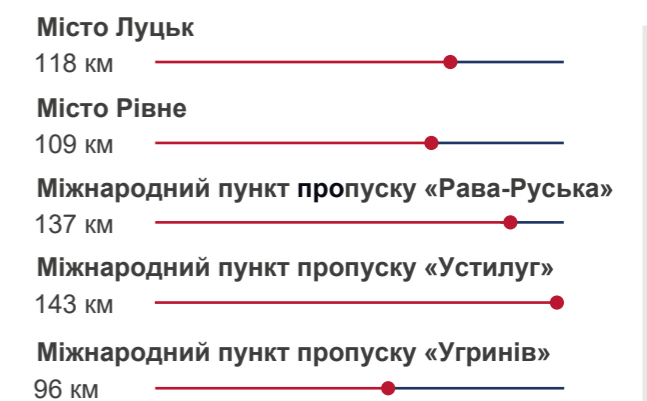 Місто Луцьк
118 км
Місто Рівне
109 км
Міжнародний пункт пропуску «Рава-Руська»
137 км
Міжнародний пункт пропуску «Устилуг»
143 км
Міжнародний пункт пропуску «Угринів»
96 км